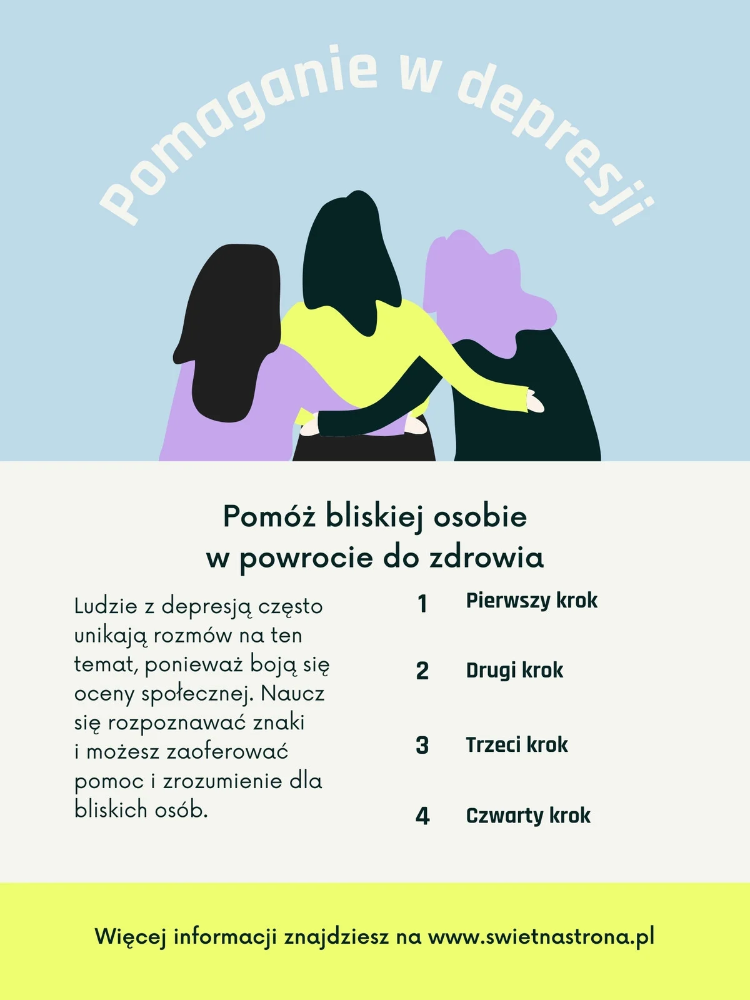 Pomaganie w depresji
Pomóż bliskiej osobie
w powrocie do zdrowia
Ludzie z depresją często
unikają rozmów na ten
temat, ponieważ boją się
oceny społecznej. Naucz
się rozpoznawać znaki
i możesz zaoferować
pomoc i zrozumienie dla
bliskich osób.
1 Pierwszy krok
2 Drugi krok
3 Trzeci krok
4 Czwarty krok
Więcej informacji znajdziesz na www.swietnastrona.pl